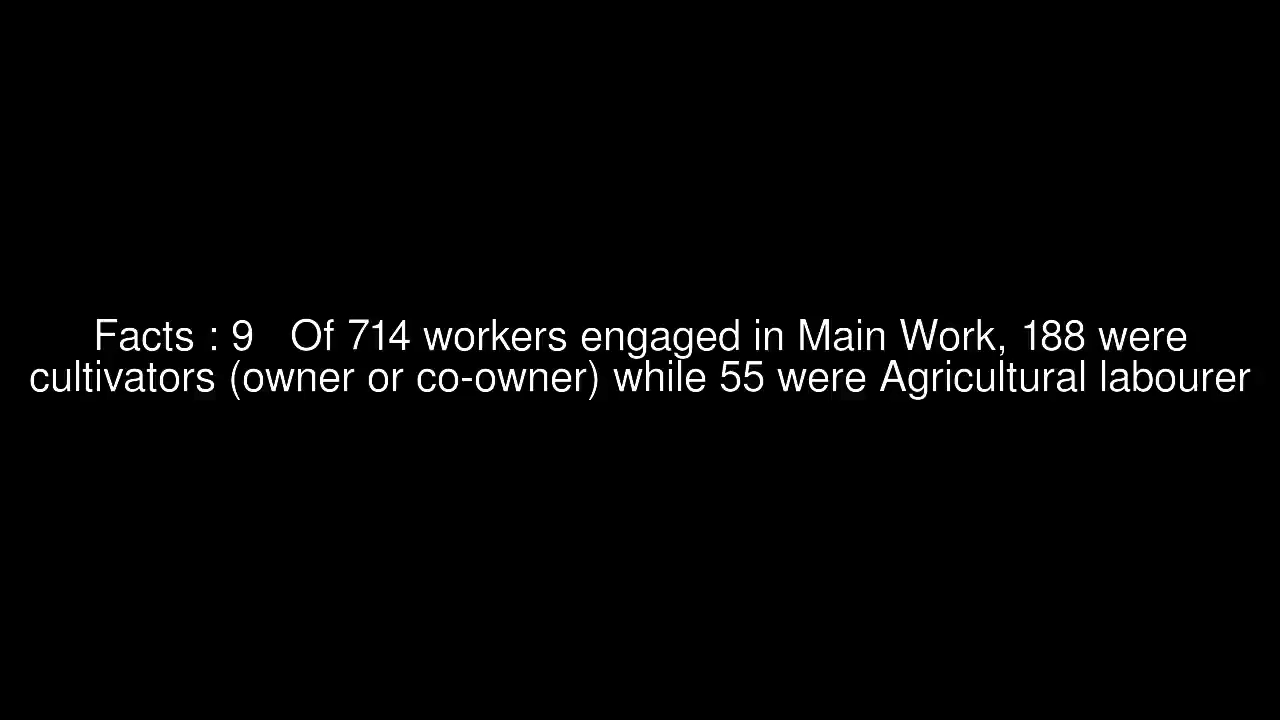 Facts : 9   Of 714 workers engaged in Main Work, 188 were
cultivators (owner or co-owner) while 55 were Agricultural labourer